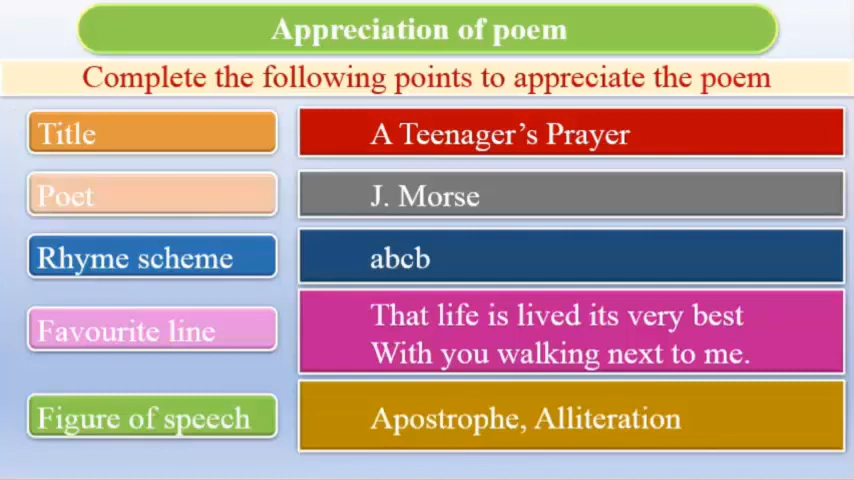 Appreciation of poem
Complete the following points to appreciate the poem
Title
A Teenager's Prayer
Poet
J. Morse
Rhyme scheme
abcb
Favourite line
That life is lived its very best
With you walking next to me.
Figure of speech
Apostrophe, Alliteration